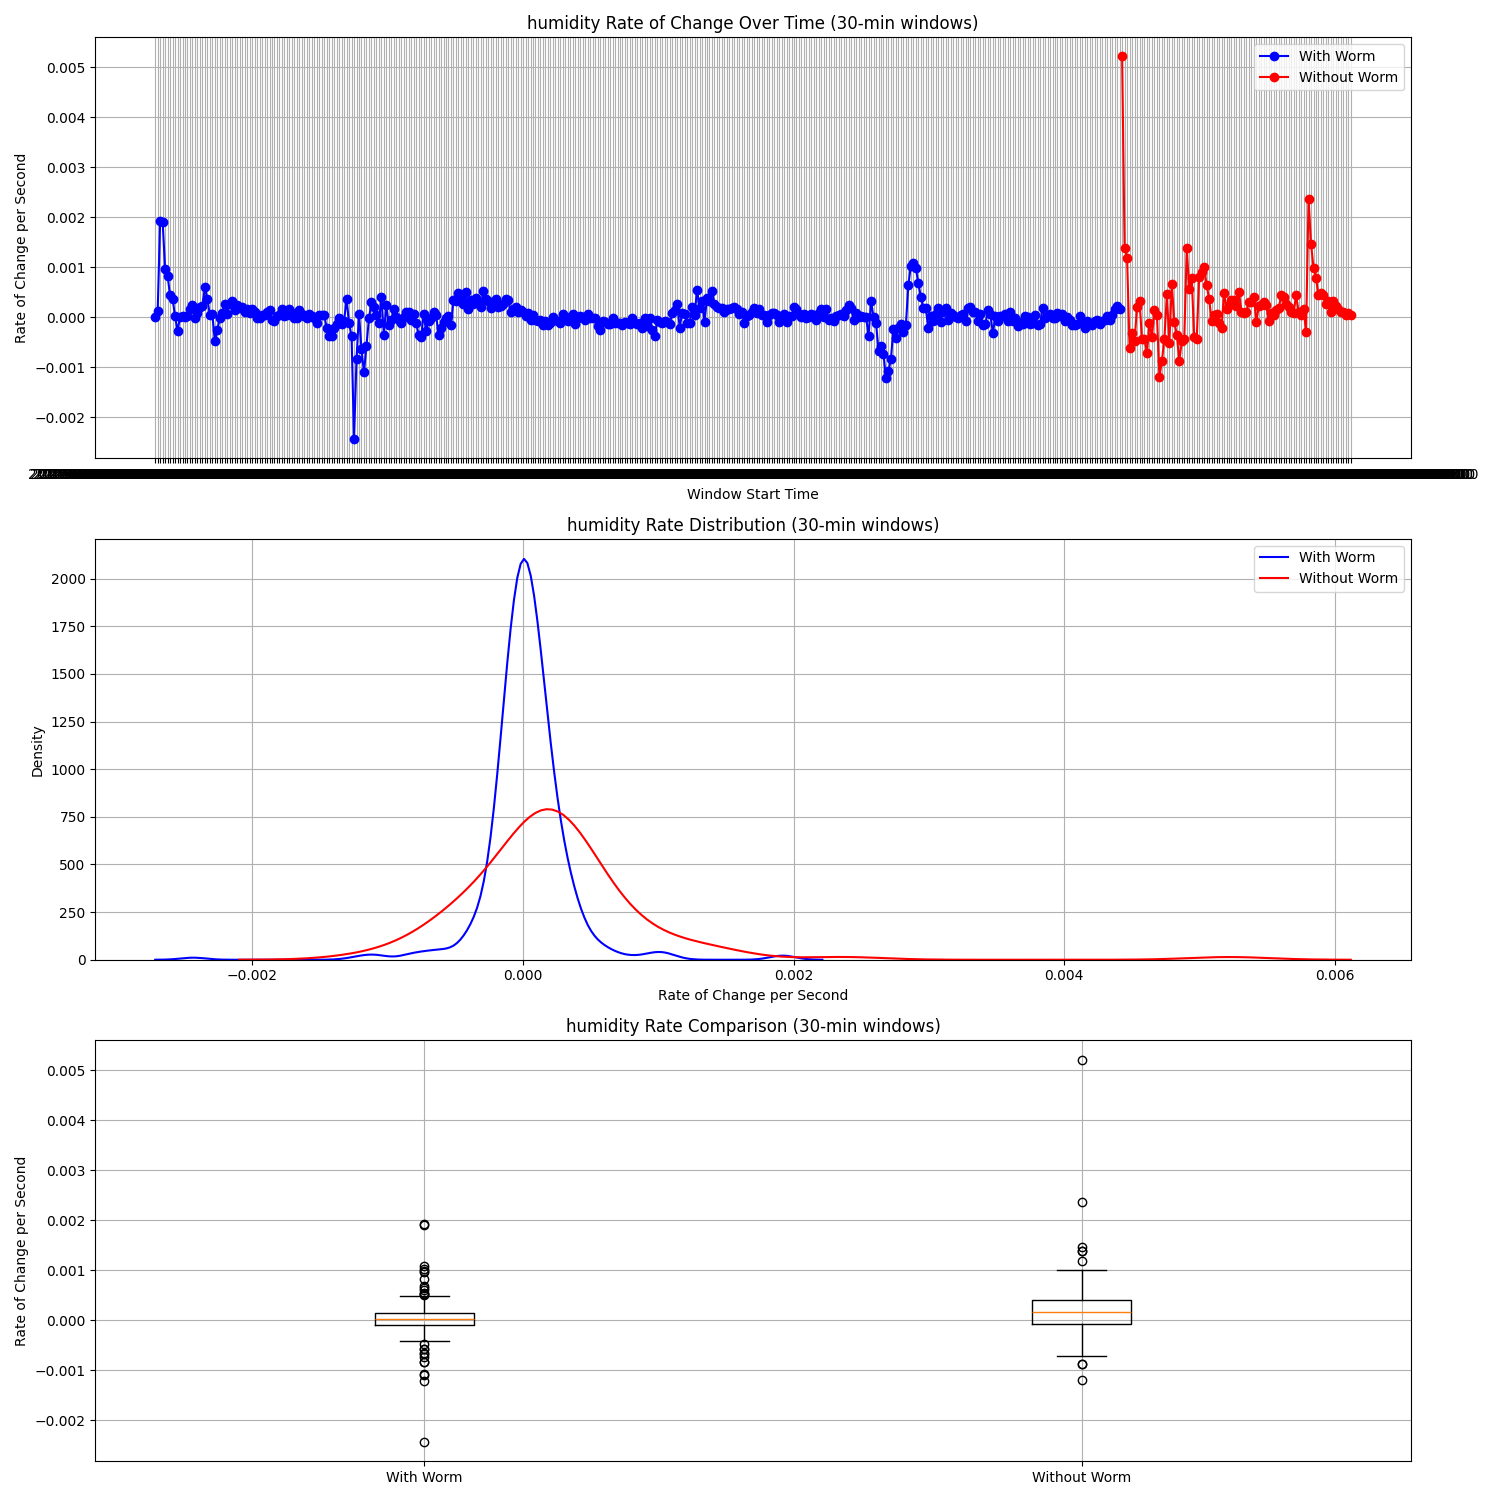 humidity Rate of Change Over Time (30-min windows)
With Worm
Without Worm
Rate of Change per Second
0.005
0.004
0.003
0.002
0.001
0.000
−0.001
−0.002
Window Start Time
humidity Rate Distribution (30-min windows)
With Worm
Without Worm
Density
2000
1750
1500
1250
1000
750
500
250
0
−0.002 0.000 0.002 0.004 0.006
Rate of Change per Second
humidity Rate Comparison (30-min windows)
Rate of Change per Second
0.005
0.004
0.003
0.002
0.001
0.000
−0.001
−0.002
With Worm Without Worm